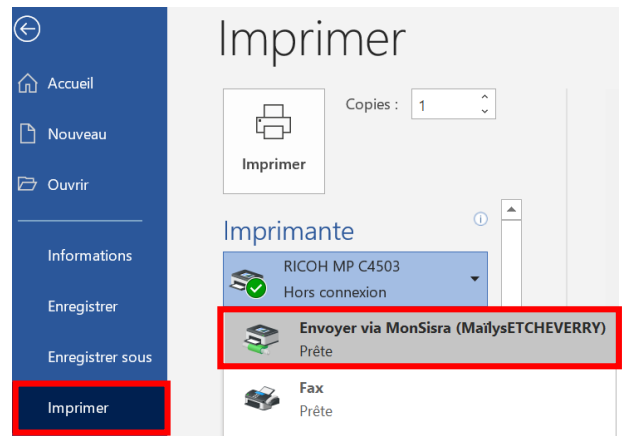 Accueil
Nouveau
Ouvrir
Informations
Enregistrer
Enregistrer sous
Imprimer
Imprimer
Copies : 1
Imprimer
Imprimante
RICOH MP C4503
Hors connexion
Envoyer via MonSisra (MaïlysETCHEVERRY)
Prête
Fax
Prête